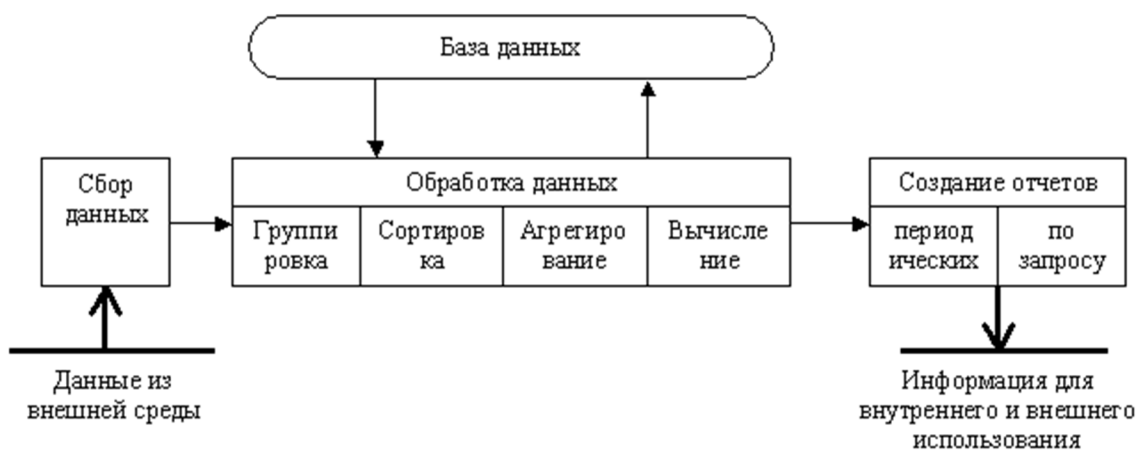 База данных
Сбор
данных
Обработка данных
Группи
ровка
Сортиров
ка
Агрегиро
вание
Вычисле
ние
Создание отчетов
период
ических
по
запросу
Данные из
внешней среды
Информация для
внутреннего и внешнего
использования